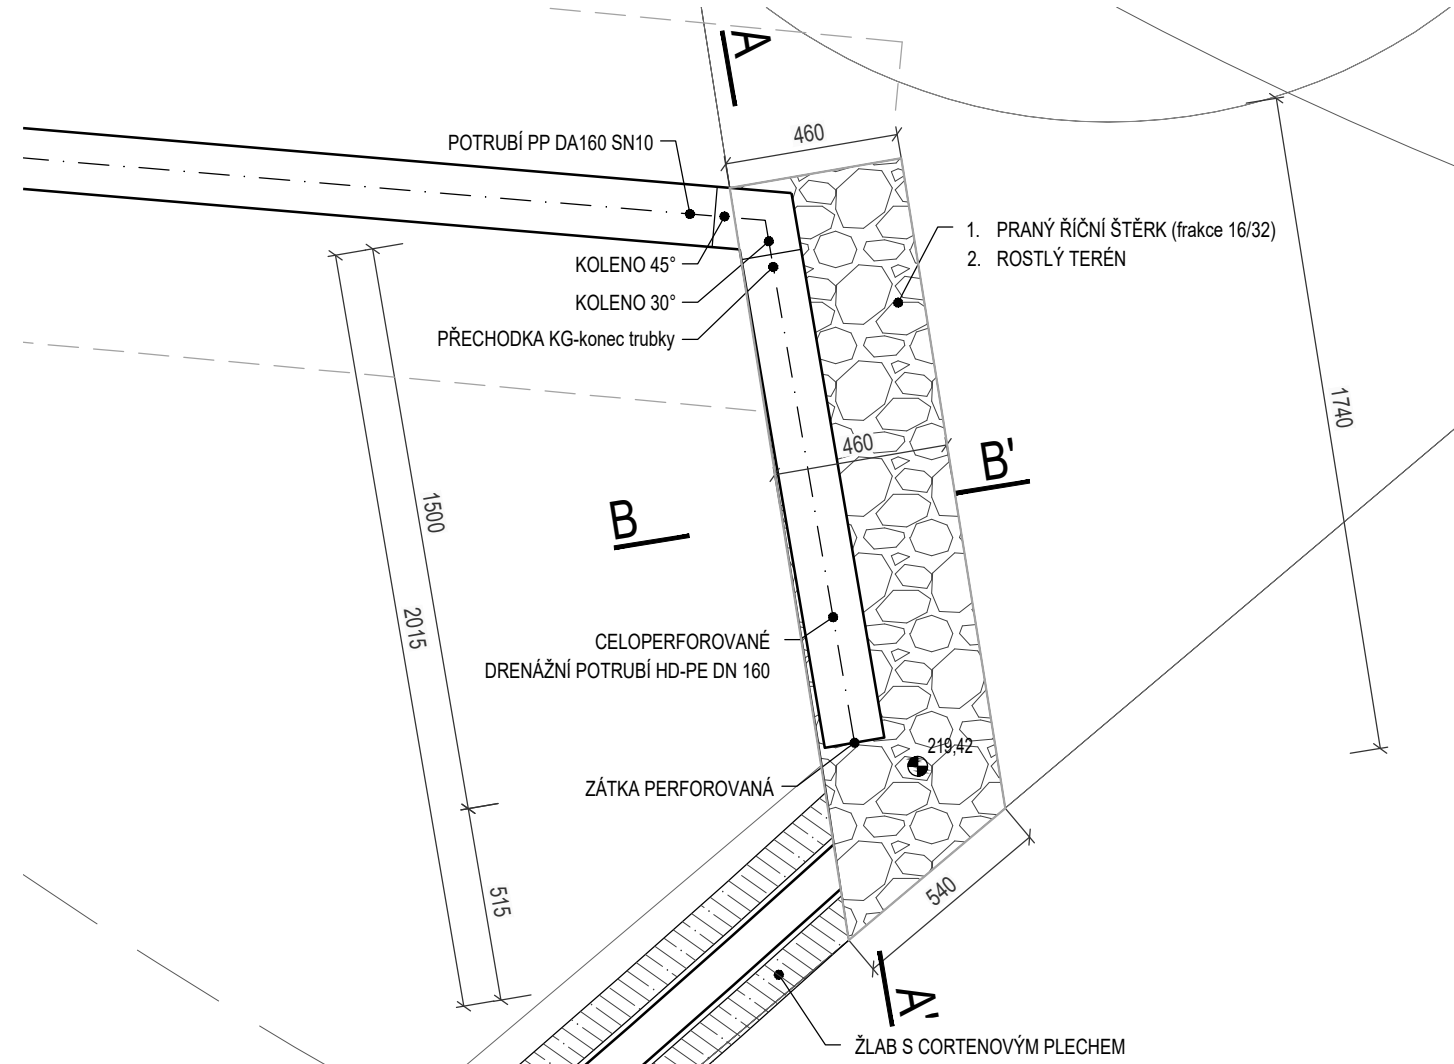 A
460
POTRUBÍ PP DA160 SN10
1. PRANÝ ŘÍČNÍ ŠTĚRK (frakce 16/32)
2. ROSTLÝ TERÉN
KOLENO 45°
KOLENO 30°
PŘECHODKA KG-konec trubky
1740
460
B'
B
1500
2015
CELOPERFOROVANÉ
DRENÁŽNÍ POTRUBÍ HD-PE DN 160
219,42
ZÁTKA PERFOROVANÁ
515
540
A'
ŽLAB S CORTENOVÝM PLECHEM